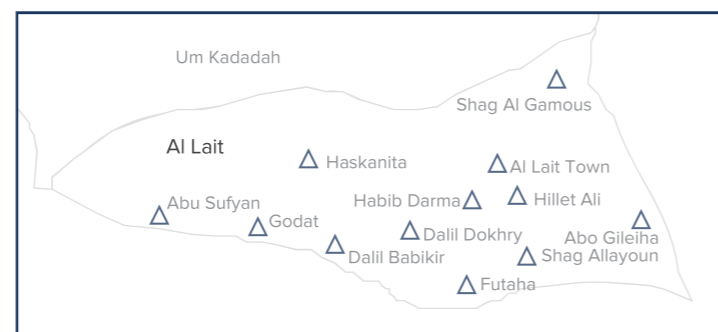 Um Kadadah
Shag Al Gamous
Al Lait
Haskanita
Al Lait Town
Abu Sufyan
Habib Darma
Hillet Ali
Godat
Dalil Dokhry
Abo Gileiha
Dalil Babikir
Shag Allayoun
Futaha